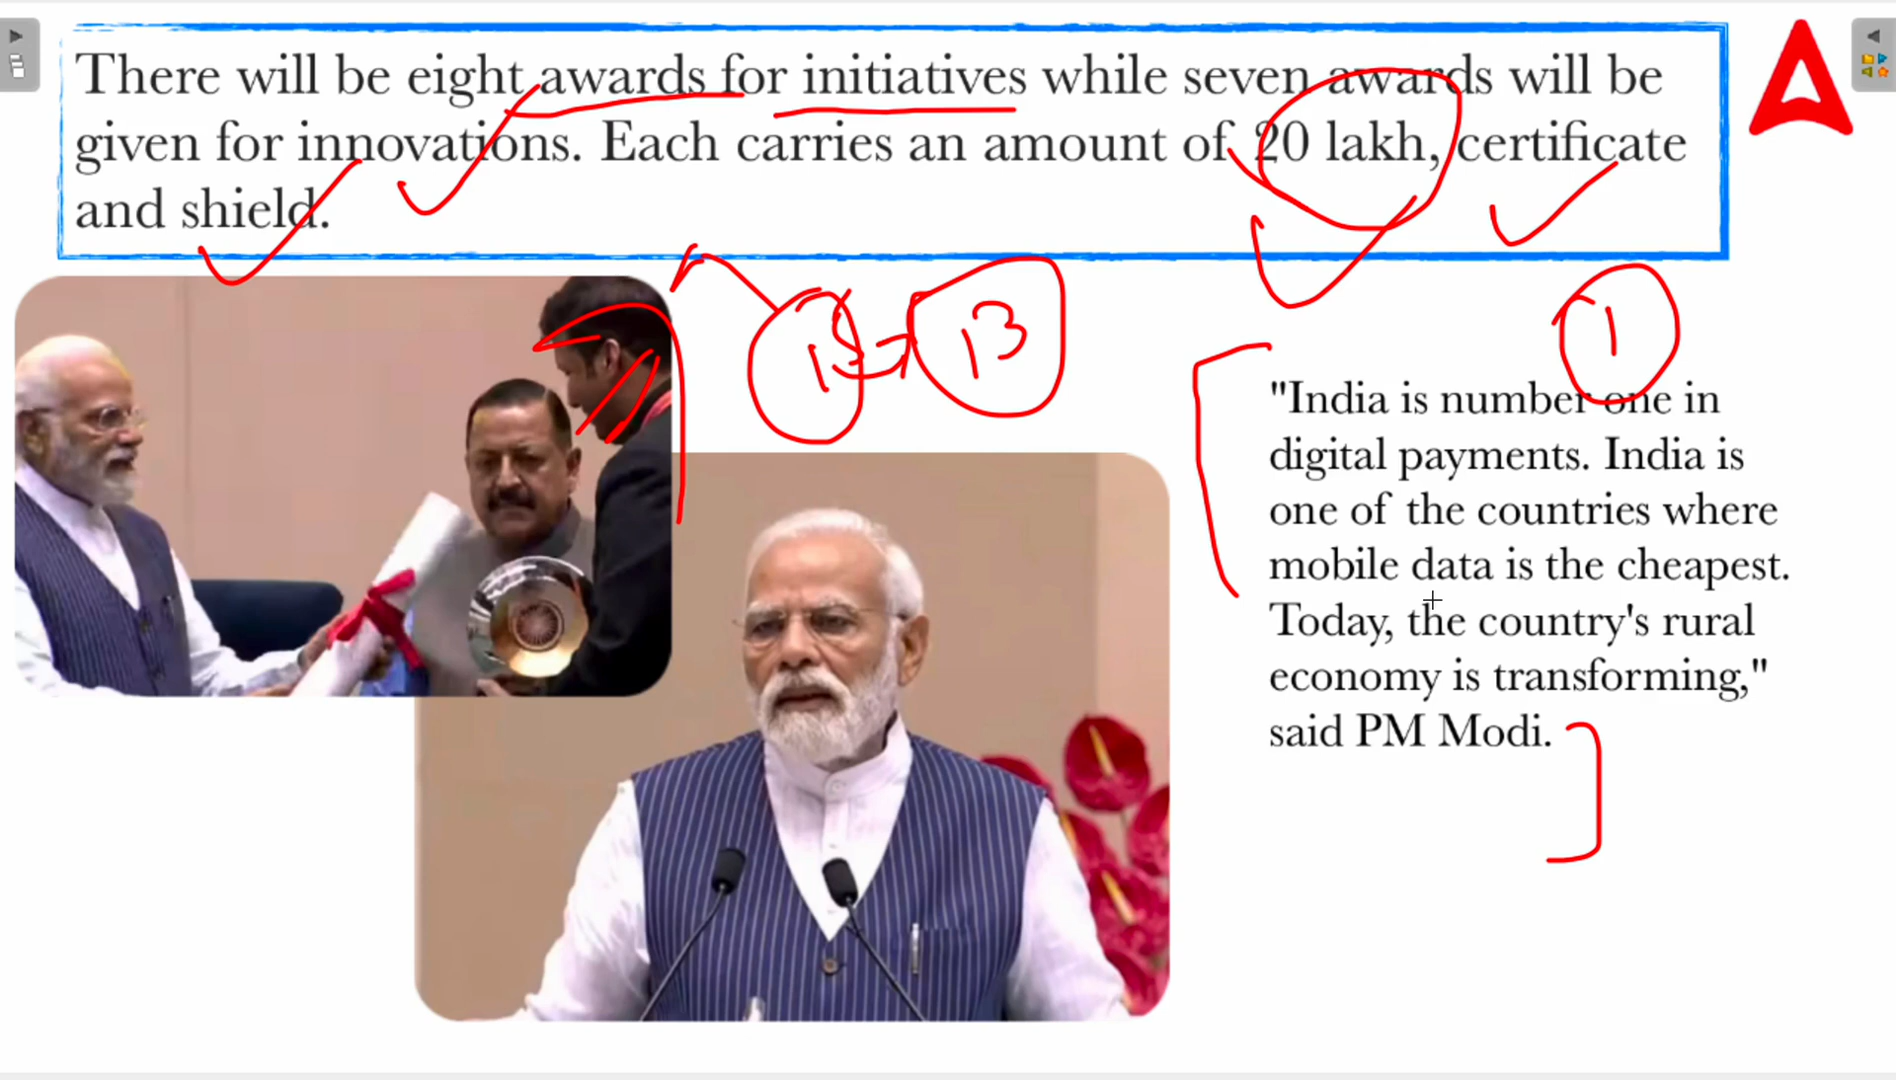 There will be eight awards for initiatives while seven awards will be
given for innovations. Each carries an amount of 20 lakh, certificate
and shield.
13
1
"India is number one in
digital payments. India is
one of the countries where
mobile data is the cheapest.
Today, the country's rural
economy is transforming,"
said PM Modi.